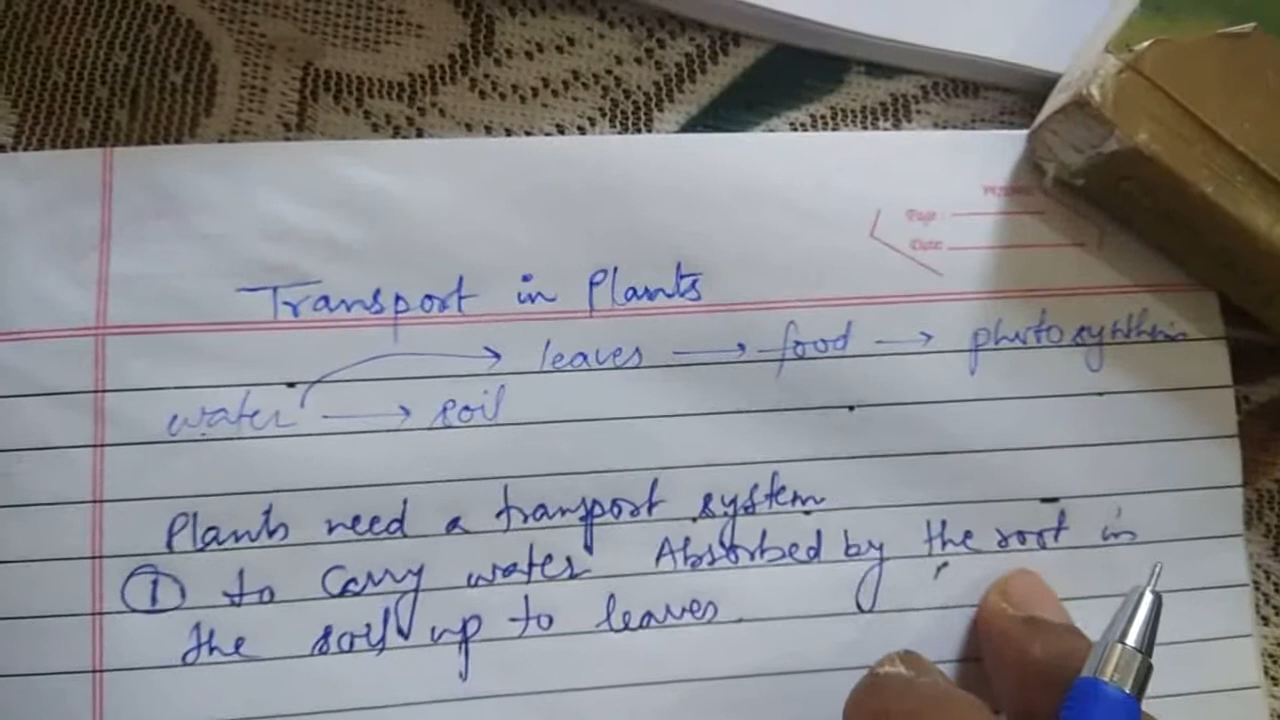 Page:
Date:
Transport in Plants
leaves → food → photosynthesis
water → soil
Plants need a transport system
① to carry water Absorbed by the root in
the soil up to leaves.